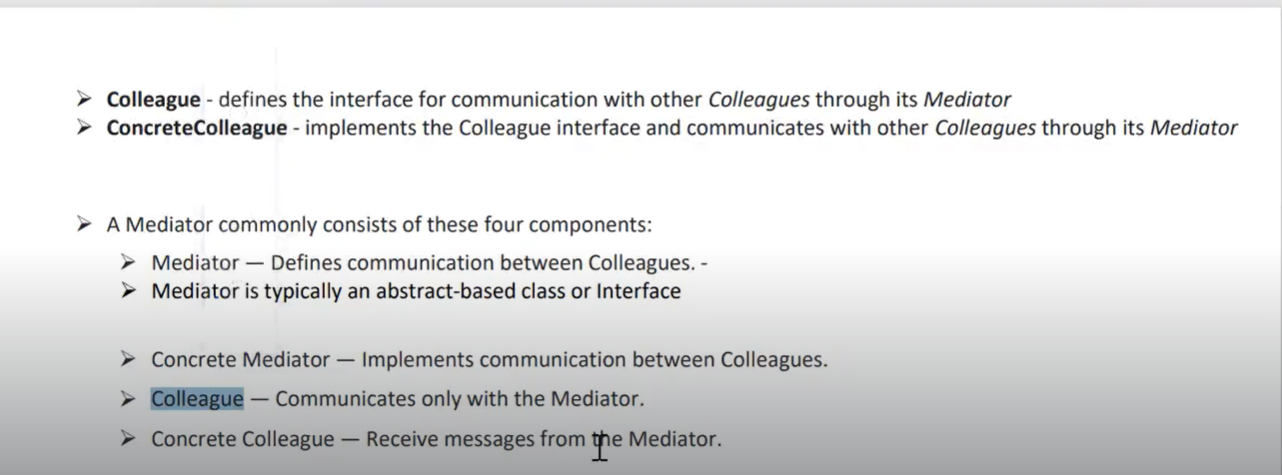 Colleague - defines the interface for communication with other Colleagues through its Mediator
ConcreteColleague - implements the Colleague interface and communicates with other Colleagues through its Mediator
A Mediator commonly consists of these four components:
Mediator — Defines communication between Colleagues. -
Mediator is typically an abstract-based class or Interface
Concrete Mediator — Implements communication between Colleagues.
Colleague — Communicates only with the Mediator.
Concrete Colleague — Receive messages from the Mediator.